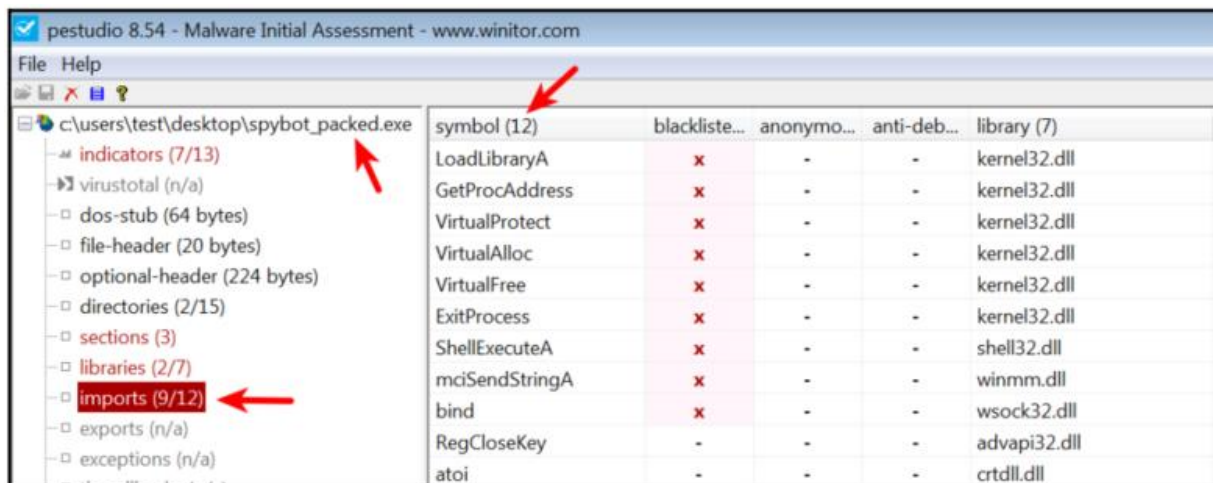 pestudio 8.54 - Malware Initial Assessment - www.winitor.com
File Help
c:\users\test\desktop\spybot_packed.exe
indicators (7/13)
virustotal (n/a)
dos-stub (64 bytes)
file-header (20 bytes)
optional-header (224 bytes)
directories (2/15)
sections (3)
libraries (2/7)
imports (9/12)
exports (n/a)
exceptions (n/a)
symbol (12) blackliste... anonymo... anti-deb... library (7)
LoadLibraryA x - - kernel32.dll
GetProcAddress x - - kernel32.dll
VirtualProtect x - - kernel32.dll
VirtualAlloc x - - kernel32.dll
VirtualFree x - - kernel32.dll
ExitProcess x - - kernel32.dll
ShellExecuteA x - - shell32.dll
mciSendStringA x - - winmm.dll
bind x - - wsock32.dll
RegCloseKey - - - advapi32.dll
atoi - - - crtdll.dll